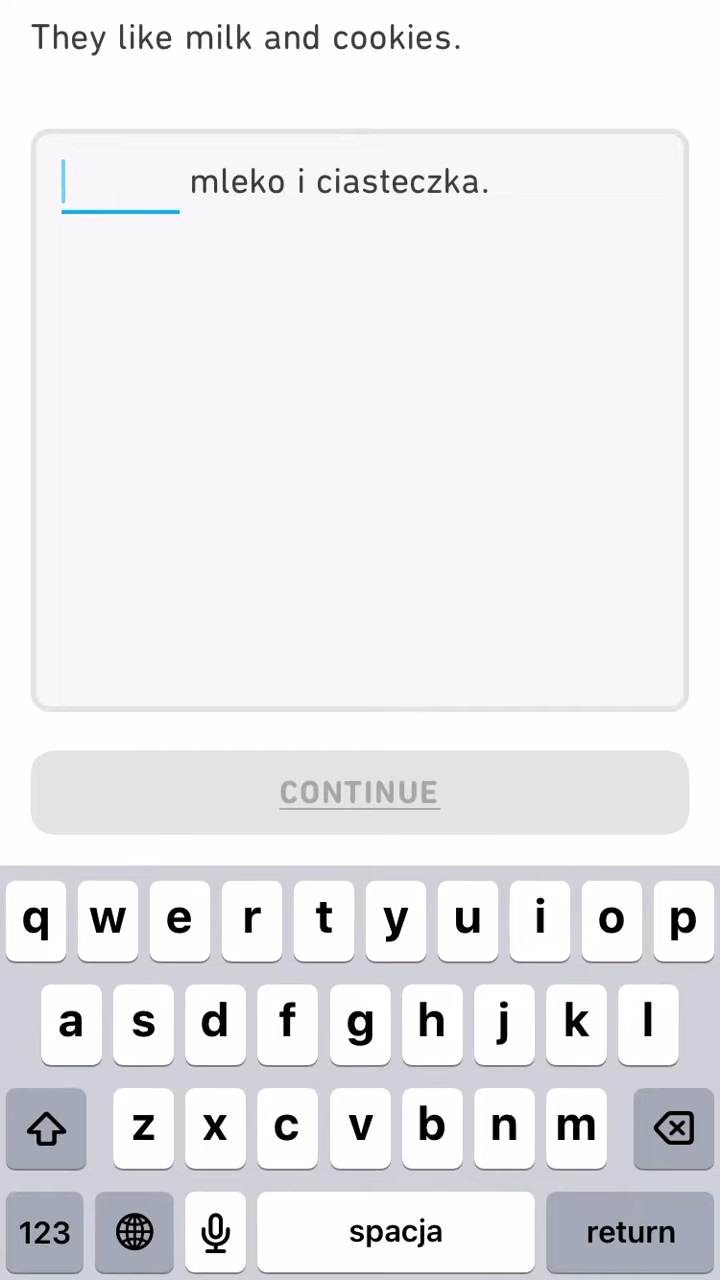 They like milk and cookies.
mleko i ciasteczka.
CONTINUE
q w e r t y u i o p
a s d f g h j k l
z x c v b n m
123 spacja return